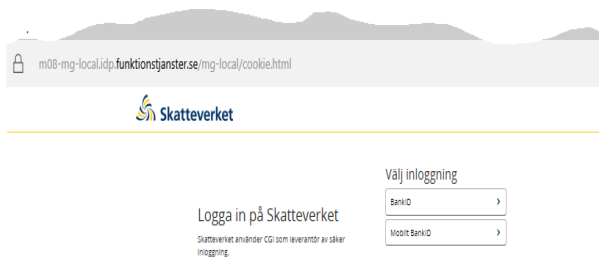 m08-mg-local.idp.funktionstjanster.se/mg-local/cookie.html
Skatteverket
Välj inloggning
BankID
Mobilt BankID
Logga in på Skatteverket
Skatteverket använder CGI som leverantör av säker
inloggning.